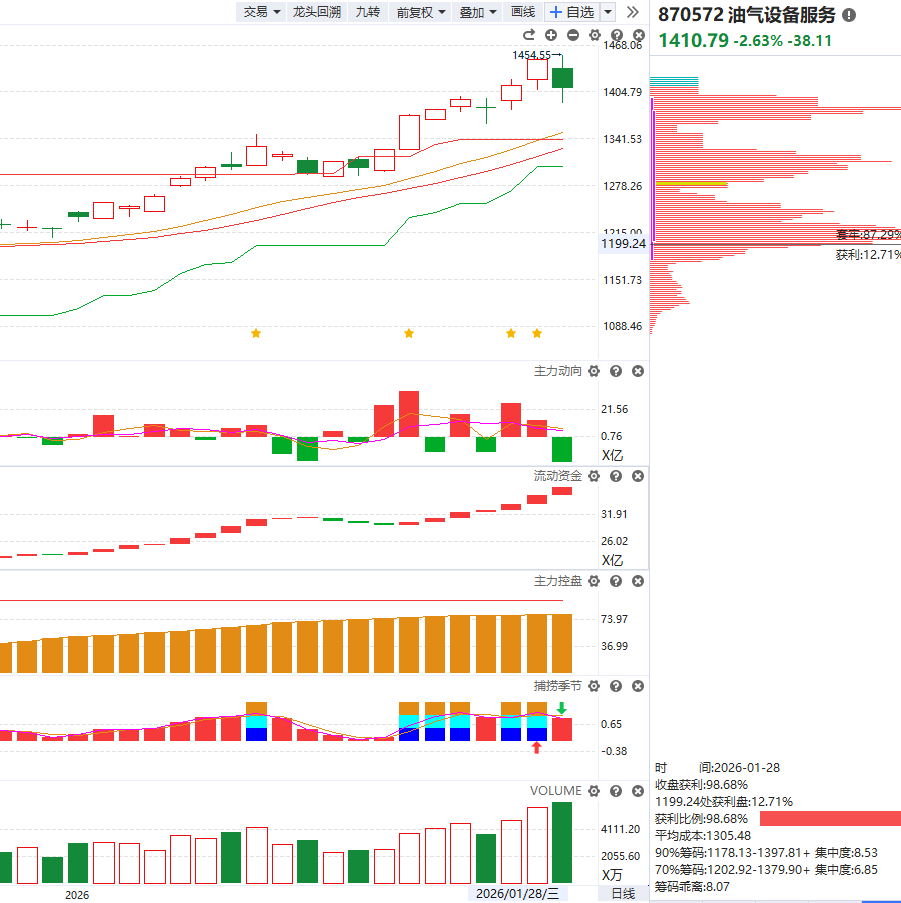 交易 龙头回溯 九转 前复权 叠加 画线 + 自选
870572 油气设备服务
1410.79 -2.63% -38.11
1468.06
1454.55
1404.79
1341.53
1278.26
1215.00
1199.24
1151.73
1088.46
套牢:87.29%
获利:12.71%
主力动向
21.56
0.76
X亿
流动资金
31.91
26.02
X亿
主力控盘
73.97
36.99
捕捞季节
0.65
-0.38
VOLUME
4111.20
2055.60
X万
2026
2026/01/28/三
日线
时 间:2026-01-28
收盘获利:98.68%
1199.24处获利盘:12.71%
获利比例:98.68%
平均成本:1305.48
90%筹码:1178.13-1397.81+ 集中度:8.53
70%筹码:1202.92-1379.90+ 集中度:6.85
筹码乖离:8.07